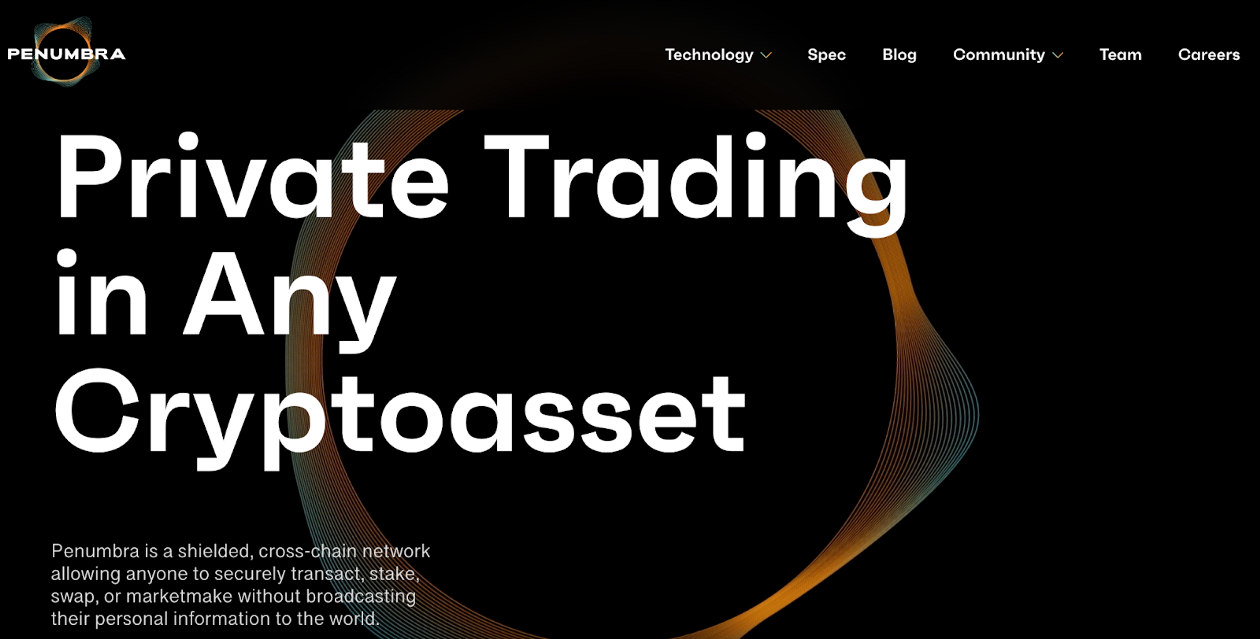 PENUMBRA
Technology Spec Blog Community Team Careers
Private Trading
in Any
Cryptoasset
Penumbra is a shielded, cross-chain network
allowing anyone to securely transact, stake,
swap, or marketmake without broadcasting
their personal information to the world.